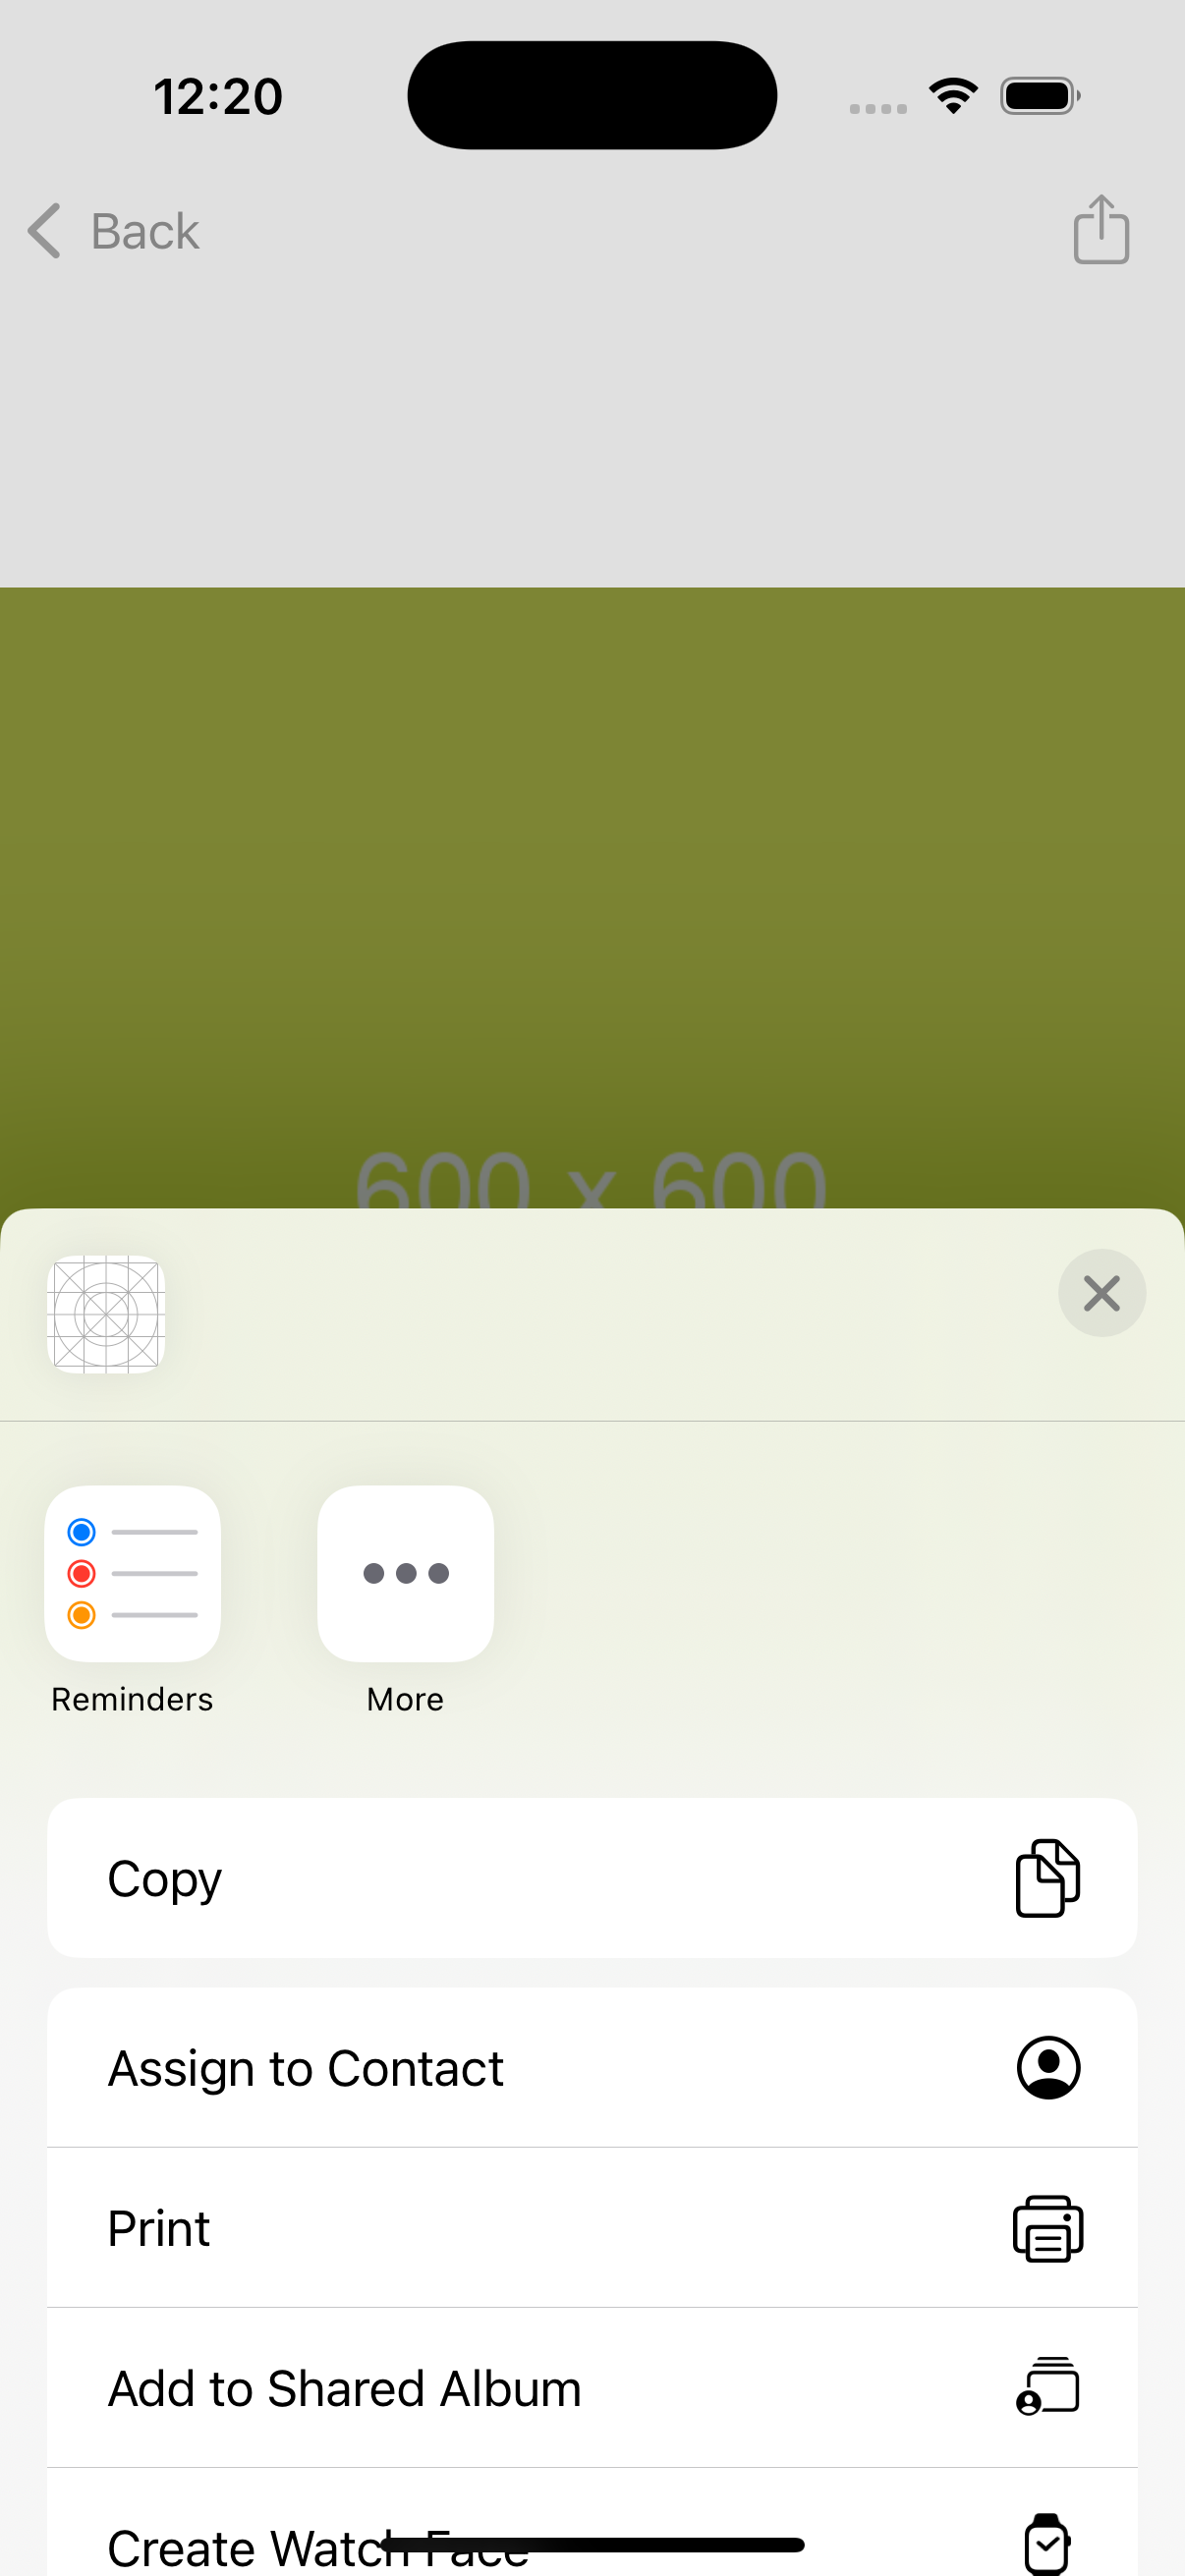 12:20
Back
600 x 600
Reminders
More
Copy
Assign to Contact
Print
Add to Shared Album
Create Watch Face